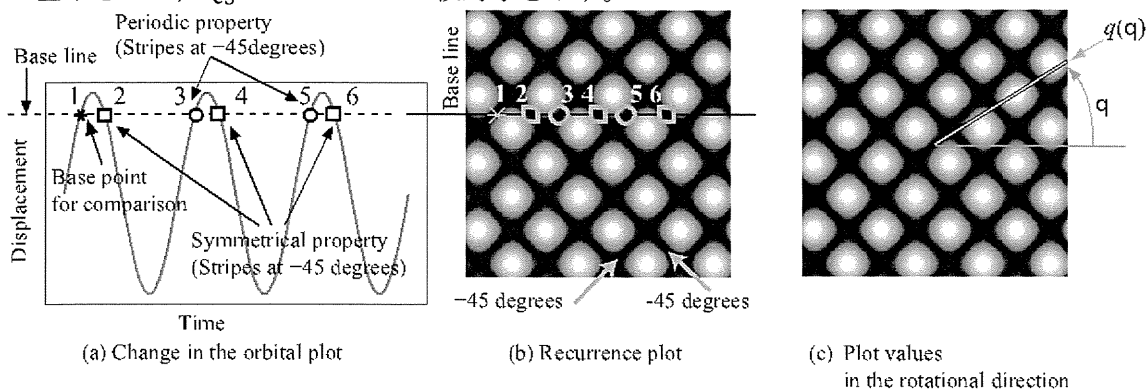 Periodic property
(Stripes at −45degrees)
Base line
1
2
3
4
5
6
Displacement
Base point
for comparison
Symmetrical property
(Stripes at −45 degrees)
Time
(a) Change in the orbital plot
Base line
1
2
3
4
5
6
−45 degrees
-45 degrees
(b) Recurrence plot
q(q)
q
(c) Plot values
in the rotational direction